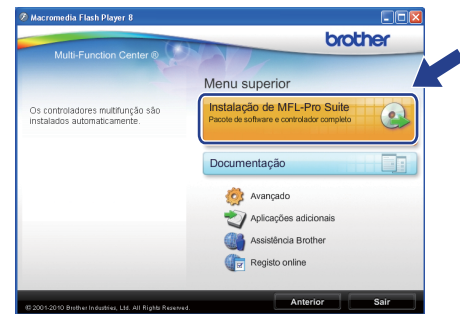 Macromedia Flash Player 8
brother
Multi-Function Center ®
Menu superior
Os controladores multifunção são
instalados automaticamente.
Instalação de MFL-Pro Suite
Pacote de software e controlador completo
Documentação
Avançado
Aplicações adicionais
Assistência Brother
Registo online
© 2001-2010 Brother Industries, Ltd. All Rights Reserved.
Anterior
Sair